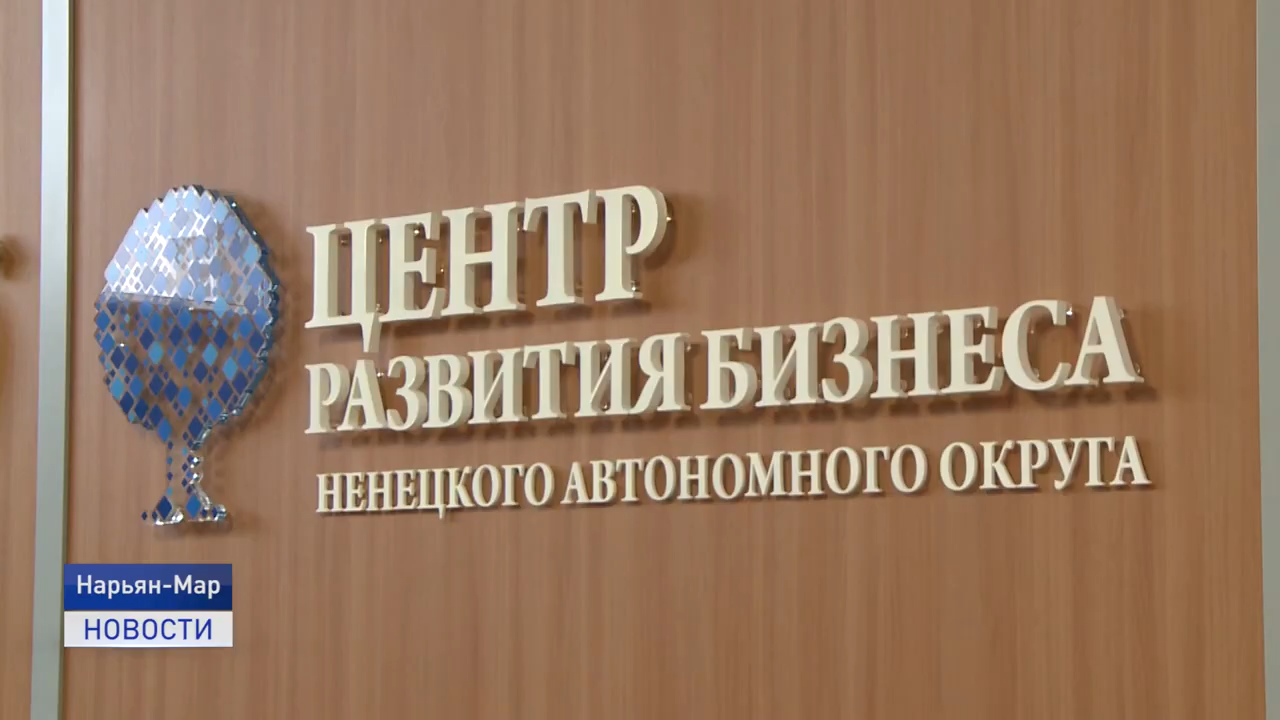 ЦЕНТР
РАЗВИТИЯ БИЗНЕСА
НЕНЕЦКОГО АВТОНОМНОГО ОКРУГА
Нарьян-Мар
НОВОСТИ